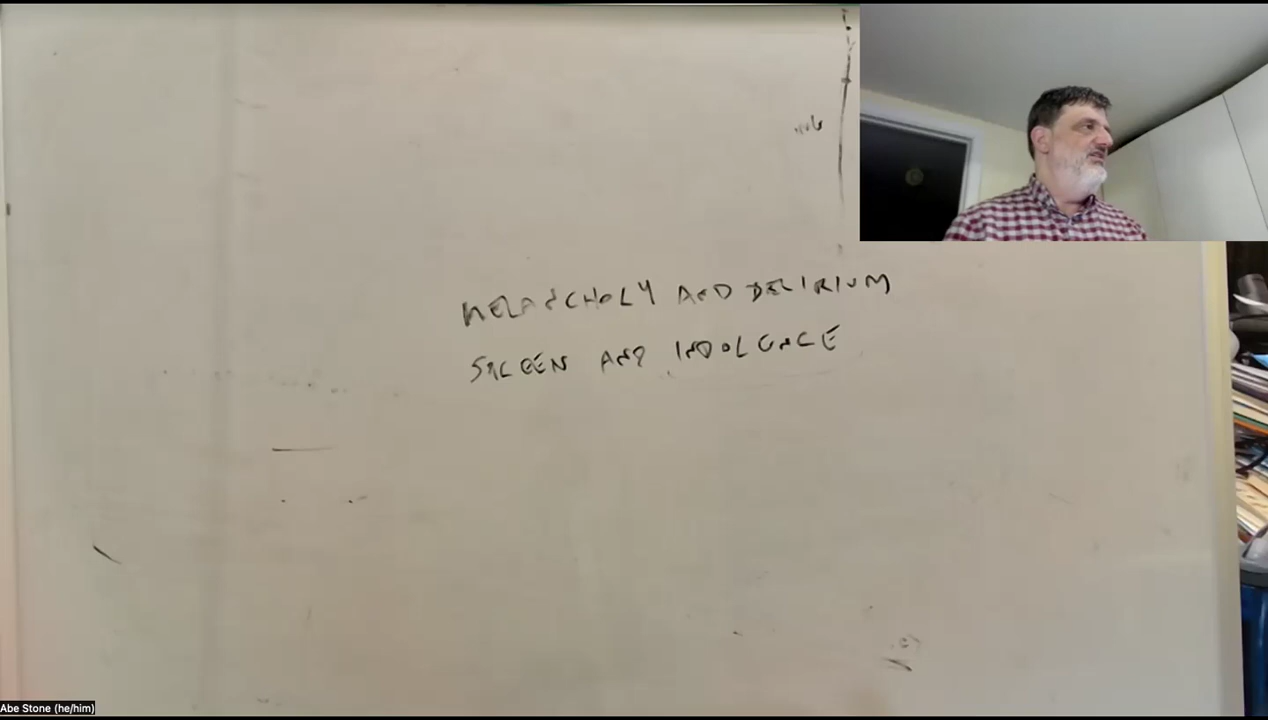 MELANCHOLY AND DELIRIUM
SPLEEN AND INDOLENCE
Abe Stone (he/him)